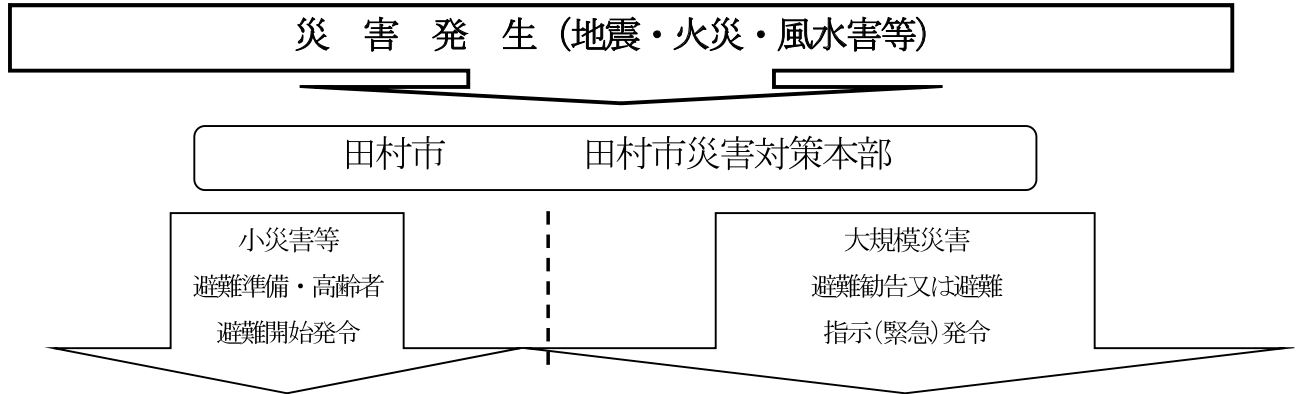 災　害　発　生（地震・火災・風水害等）
田村市　　　　田村市災害対策本部
小災害等
避難準備・高齢者
避難開始発令
大規模災害
避難勧告又は避難
指示（緊急）発令